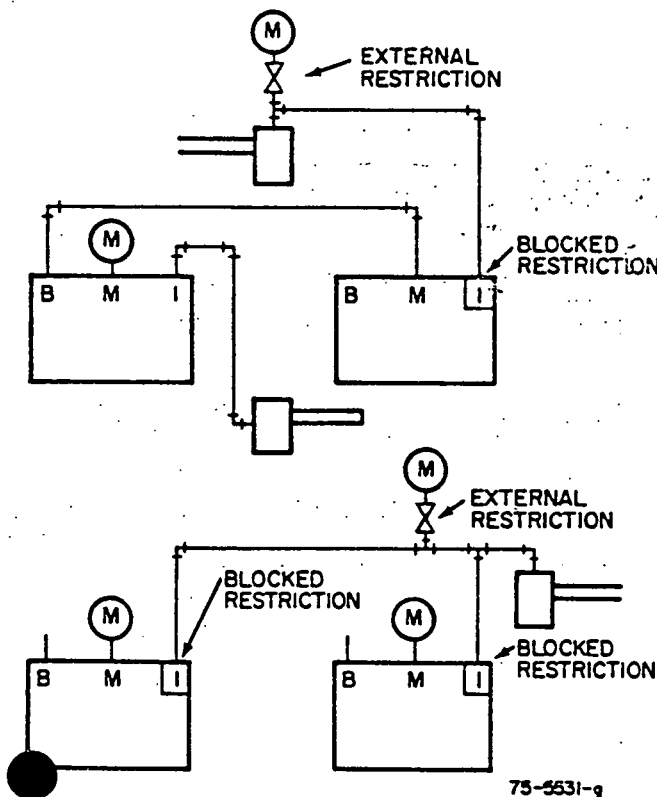 M
EXTERNAL
RESTRICTION
M
BLOCKED
RESTRICTION
B M I
I
M
M
EXTERNAL
RESTRICTION
BLOCKED
RESTRICTION
M
M
BLOCKED
RESTRICTION
B M I
B M I
75-5531-g